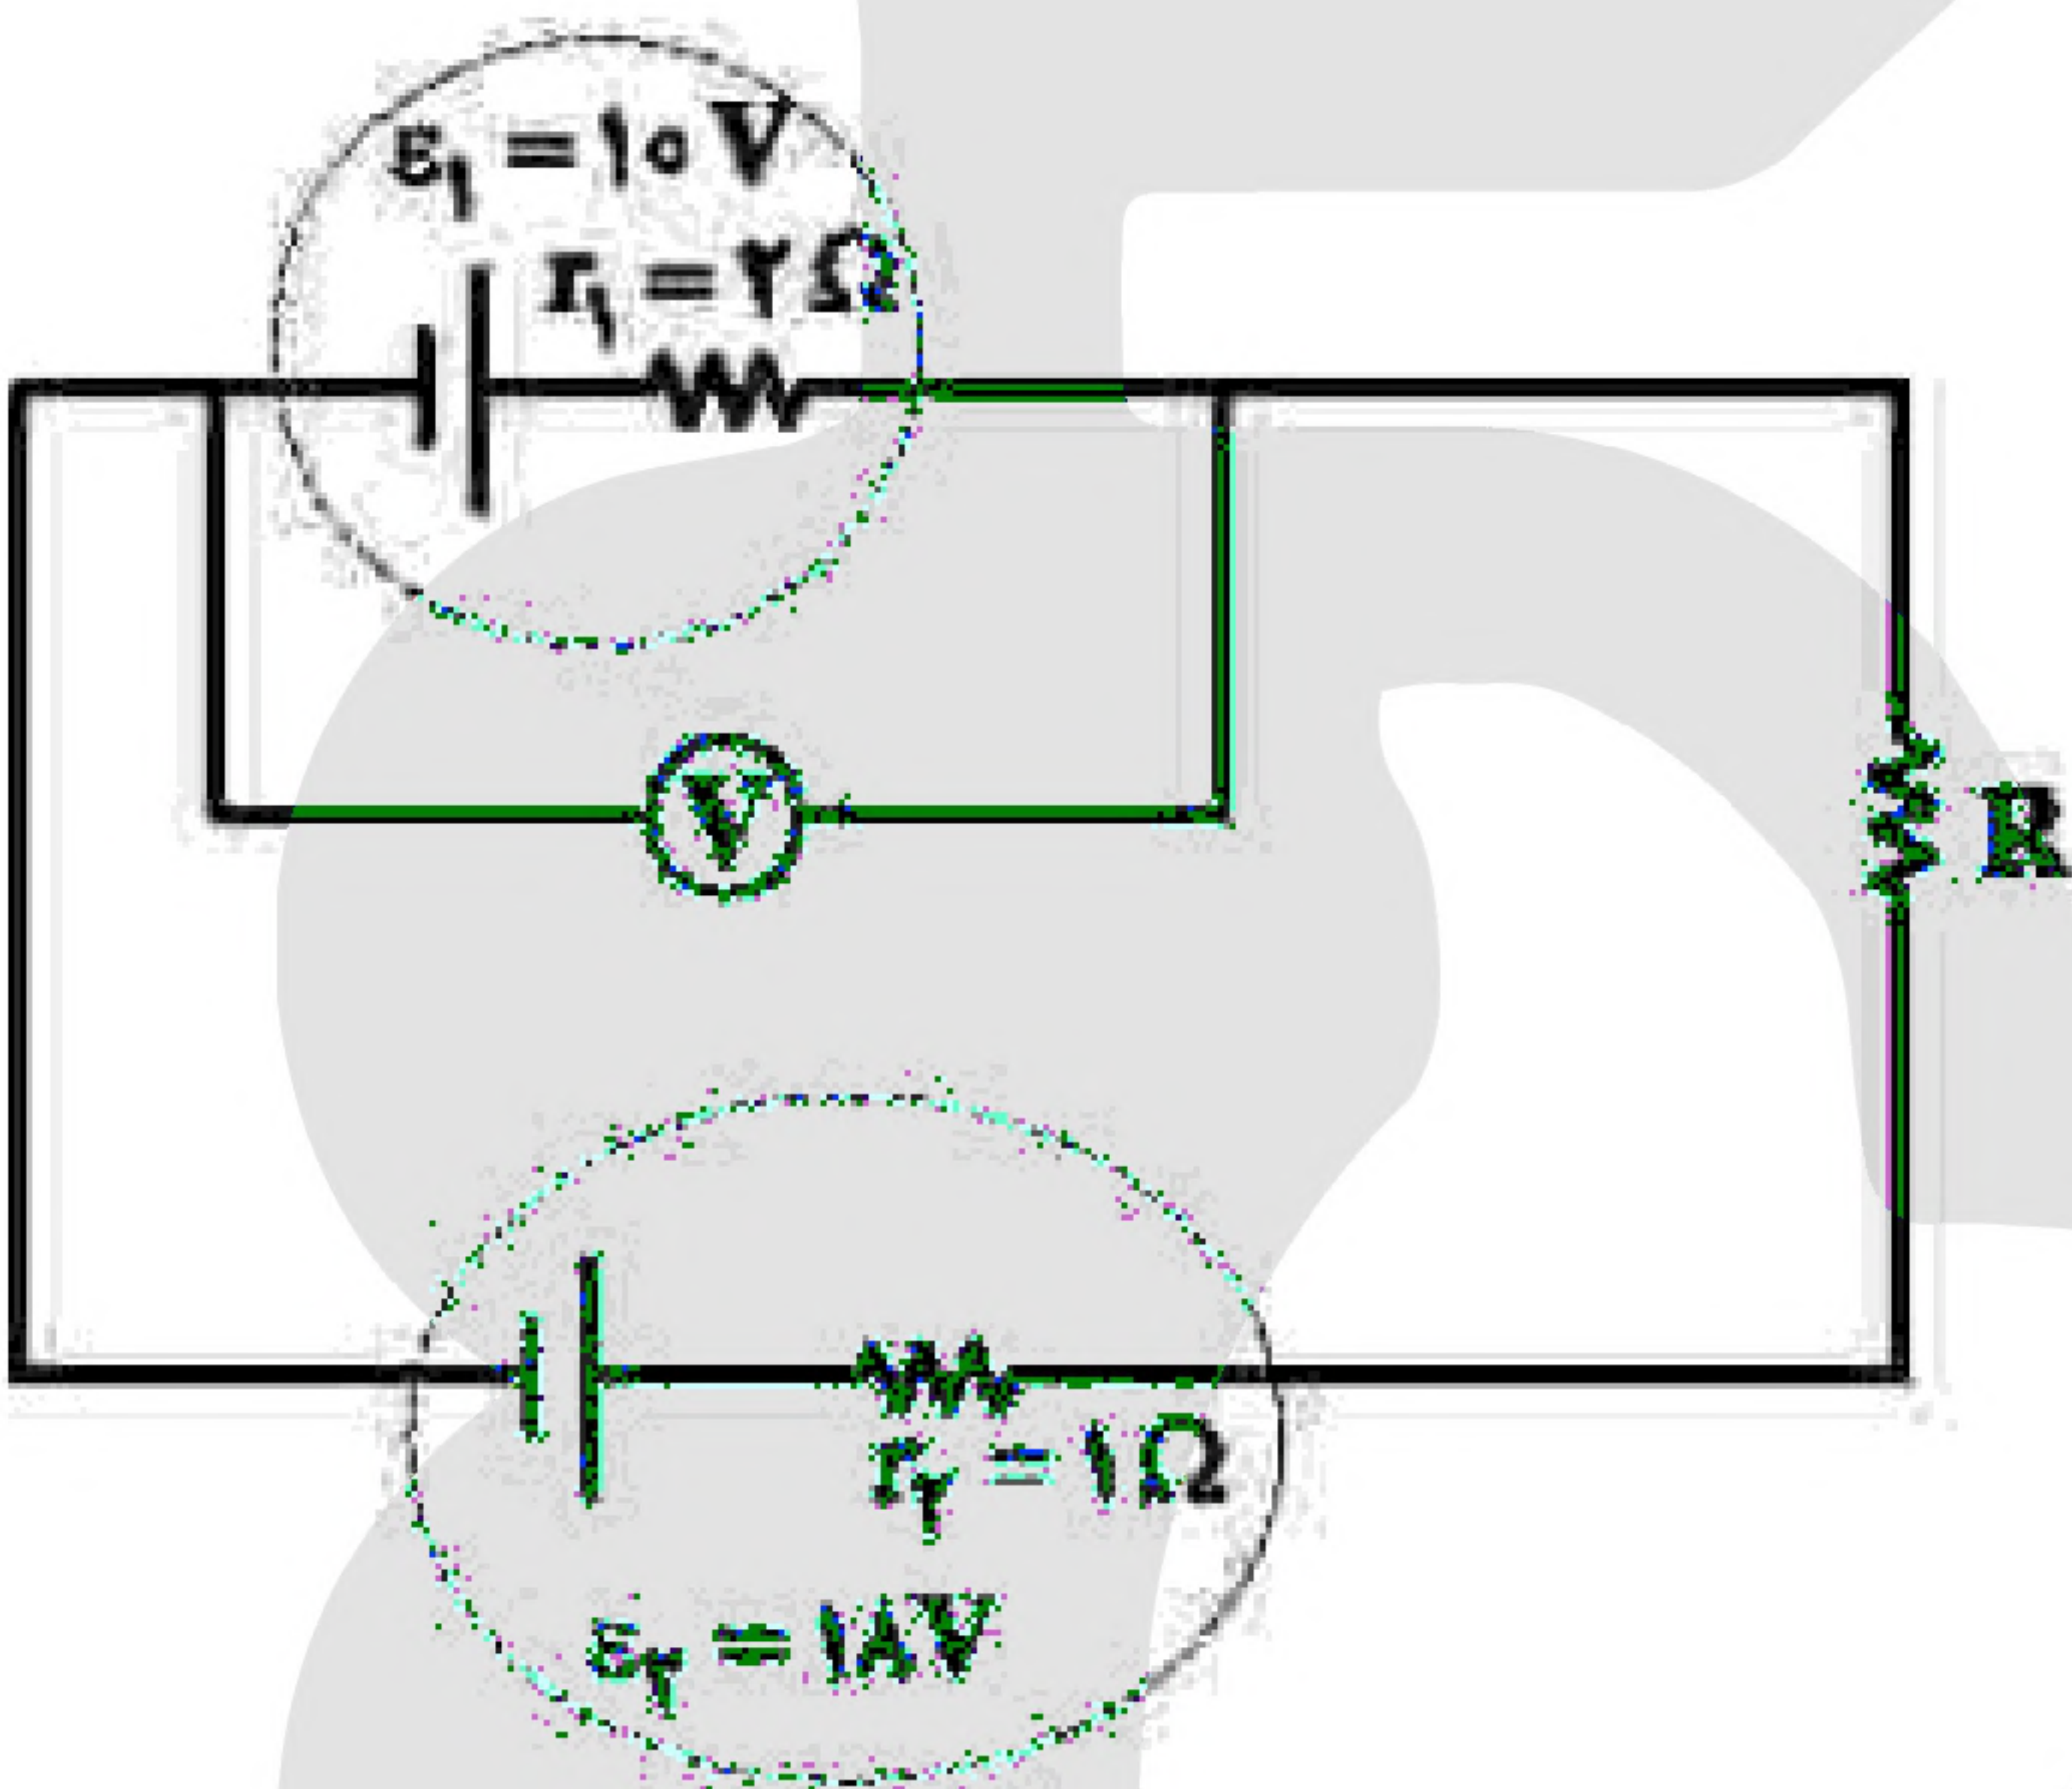 ε₁ = ۱۰ V
r₁ = ۲ Ω
V
R
r₂ = ۱ Ω
ε₂ = ۱۸ V